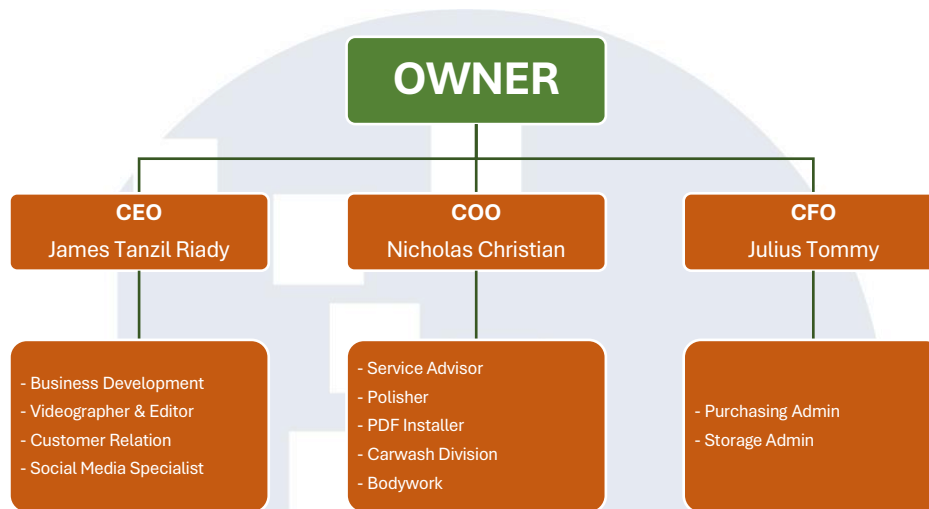 OWNER
CEO
James Tanzil Riady
COO
Nicholas Christian
CFO
Julius Tommy
- Business Development
- Videographer & Editor
- Customer Relation
- Social Media Specialist
- Service Advisor
- Polisher
- PDF Installer
- Carwash Division
- Bodywork
- Purchasing Admin
- Storage Admin